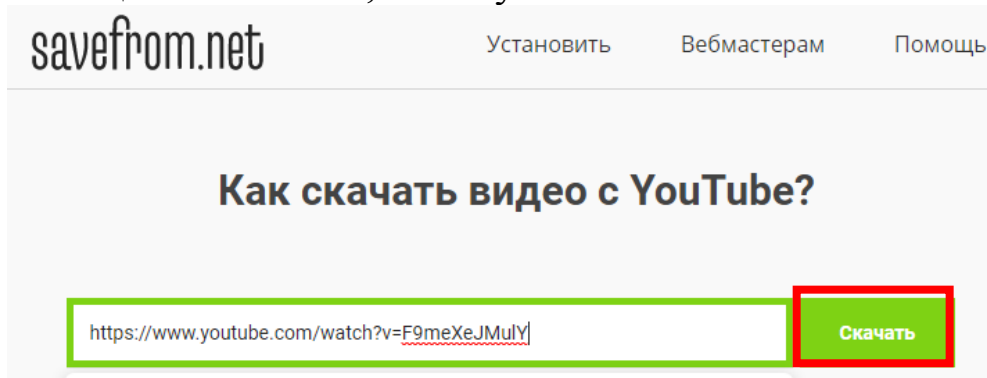 savefrom.net Установить Вебмастерам Помощь
Как скачать видео с YouTube?
https://www.youtube.com/watch?v=F9meXeJMulY Скачать